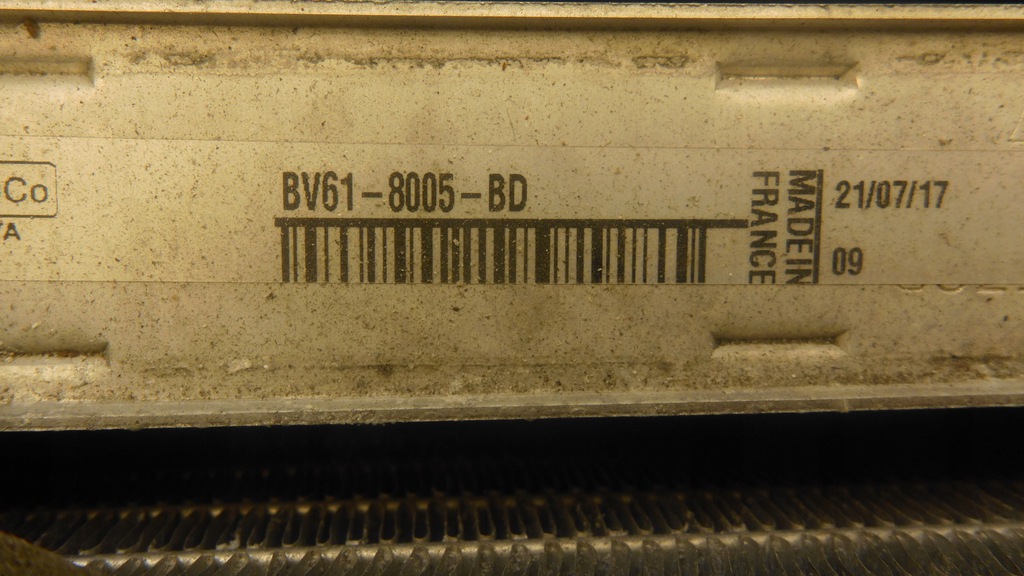 Co
BV61-8005-BD
MADE IN
FRANCE
21/07/17
09